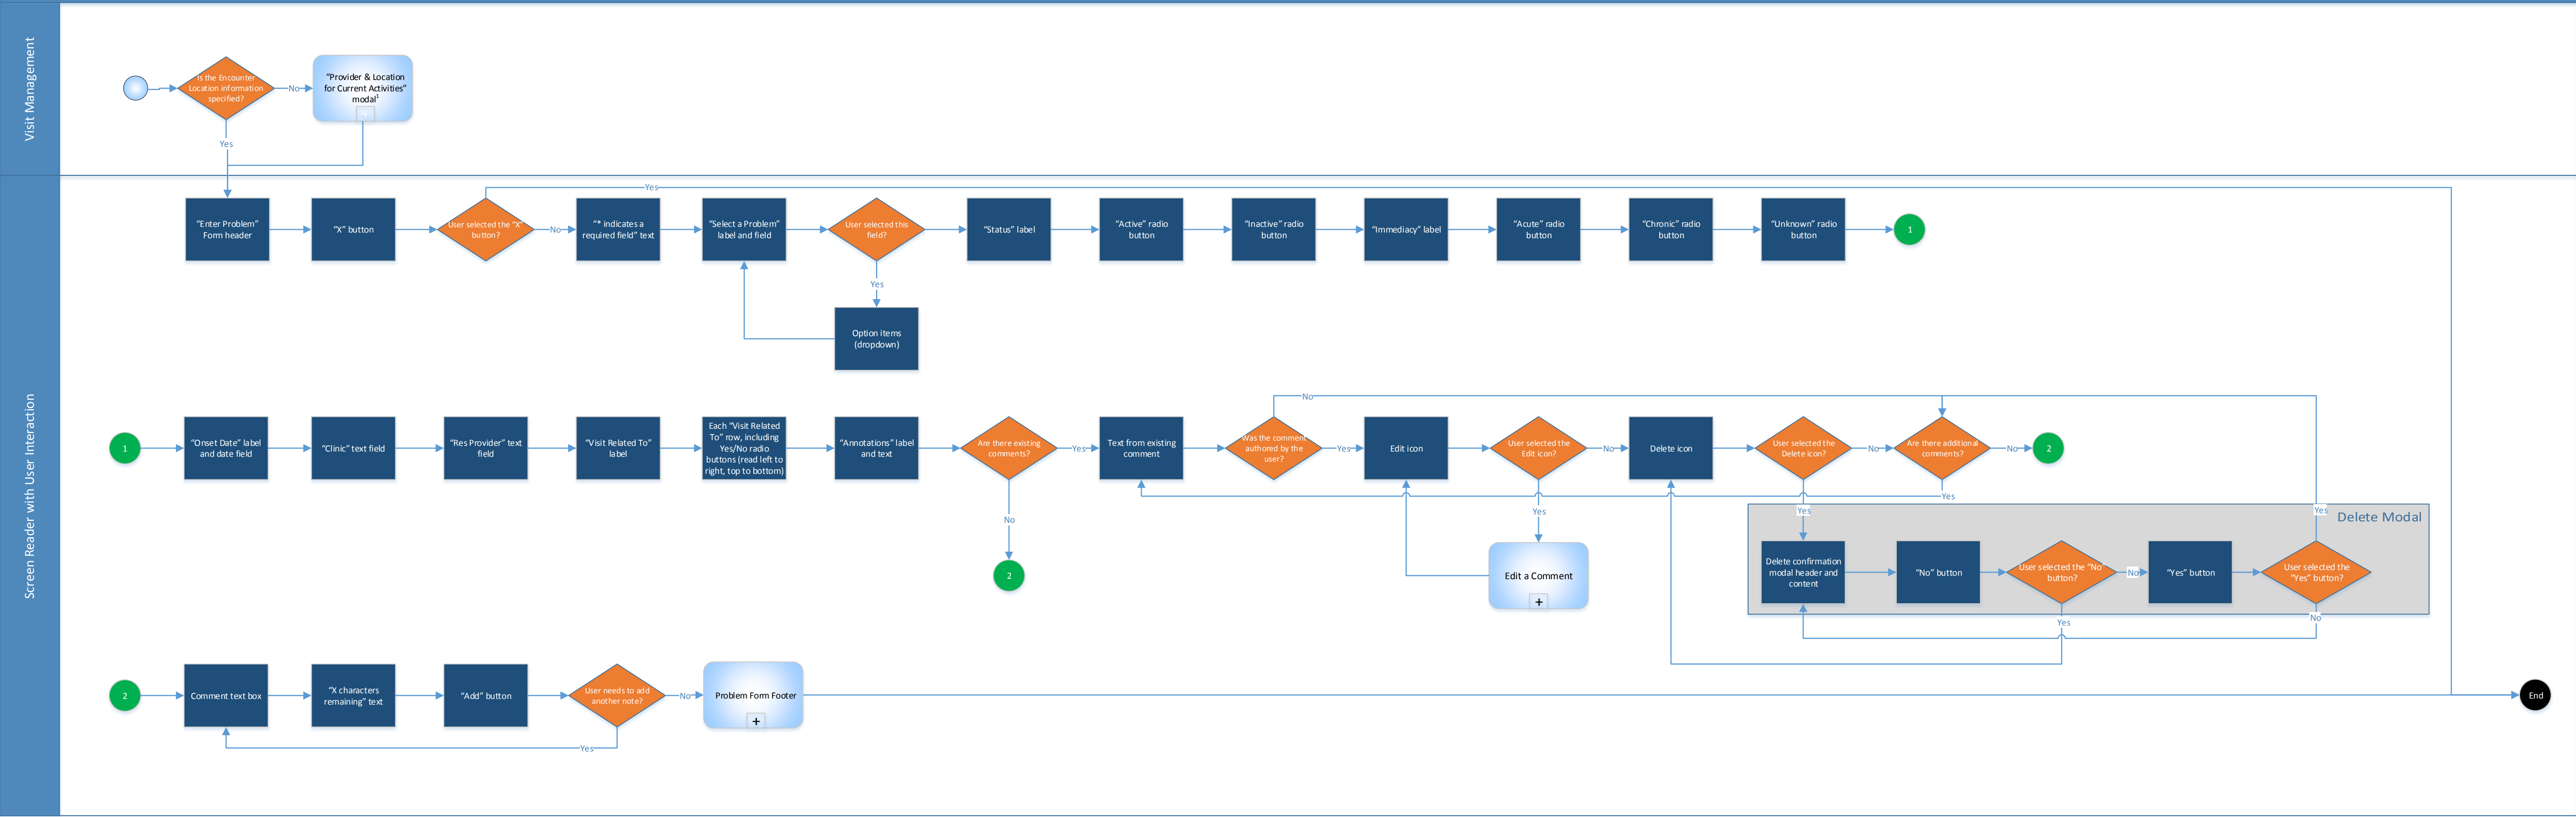 Visit Management
Is the Encounter
Location information
specified?
No
“Provider & Location
for Current Activities”
modal1
Yes
Screen Reader with User Interaction
Yes
“Enter Problem”
Form header
“X” button
User selected the “X”
button?
No
“* indicates a
required field” text
“Select a Problem”
label and field
User selected this
field?
“Status” label
“Active” radio
button
“Inactive” radio
button
“Immediacy” label
“Acute” radio
button
“Chronic” radio
button
“Unknown” radio
button
1
Yes
Option items
(dropdown)
No
1
“Onset Date” label
and date field
“Clinic” text field
“Res Provider” text
field
“Visit Related To”
label
Each “Visit Related
To” row, including
Yes/No radio
buttons (read left to
right, top to bottom)
“Annotations” label
and text
Are there existing
comments?
Yes
Text from existing
comment
Was the comment
authored by the
user?
Yes
Edit icon
User selected the
Edit icon?
No
Delete icon
User selected the
Delete icon?
No
Are there additional
comments?
No
2
Yes
No
2
Yes
Edit a Comment
+
Yes
Yes
Delete Modal
Delete confirmation
modal header and
content
“No” button
User selected the “No”
button?
No
“Yes” button
User selected the
“Yes” button?
Yes
No
2
Comment text box
“X characters
remaining” text
“Add” button
User needs to add
another note?
No
Problem Form Footer
+
End
Yes